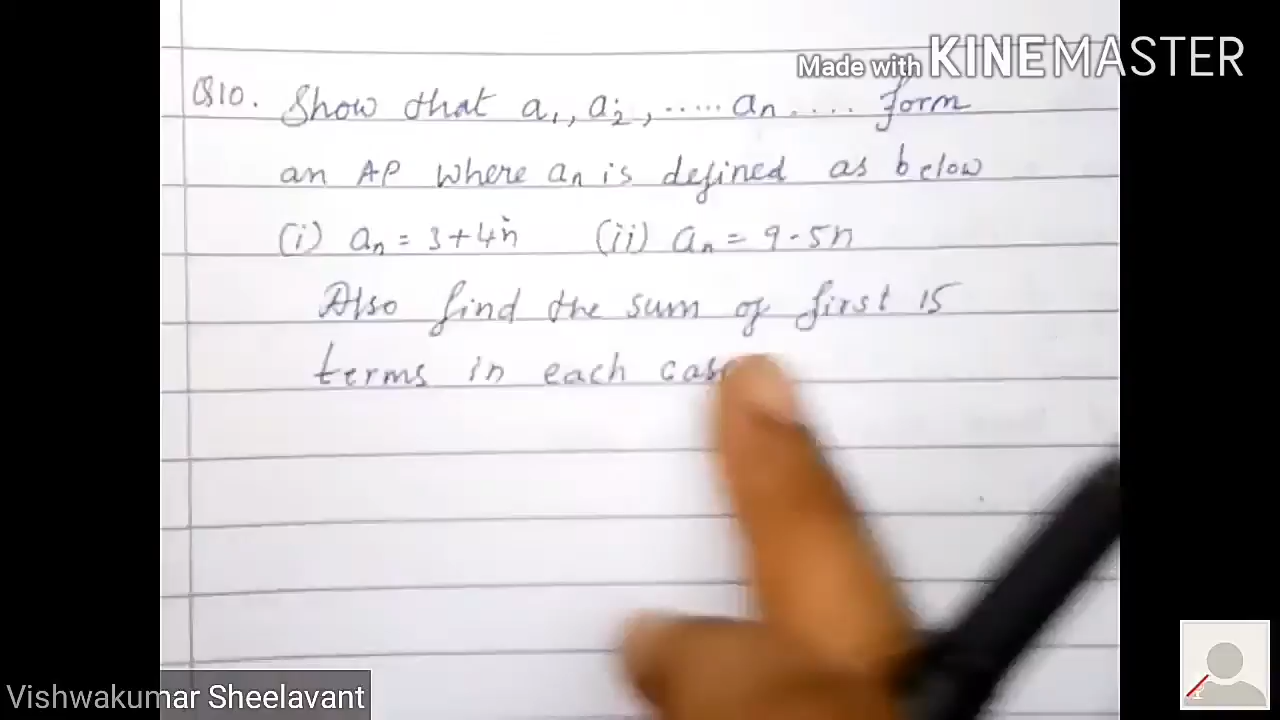 Made with KINEMASTER
Q10. Show that a₁, a₂, ..... aₙ .... form
an AP where aₙ is defined as below
(i) aₙ = 3+4n (ii) aₙ = 9-5n
Also find the sum of first 15
terms in each
Vishwakumar Sheelavant